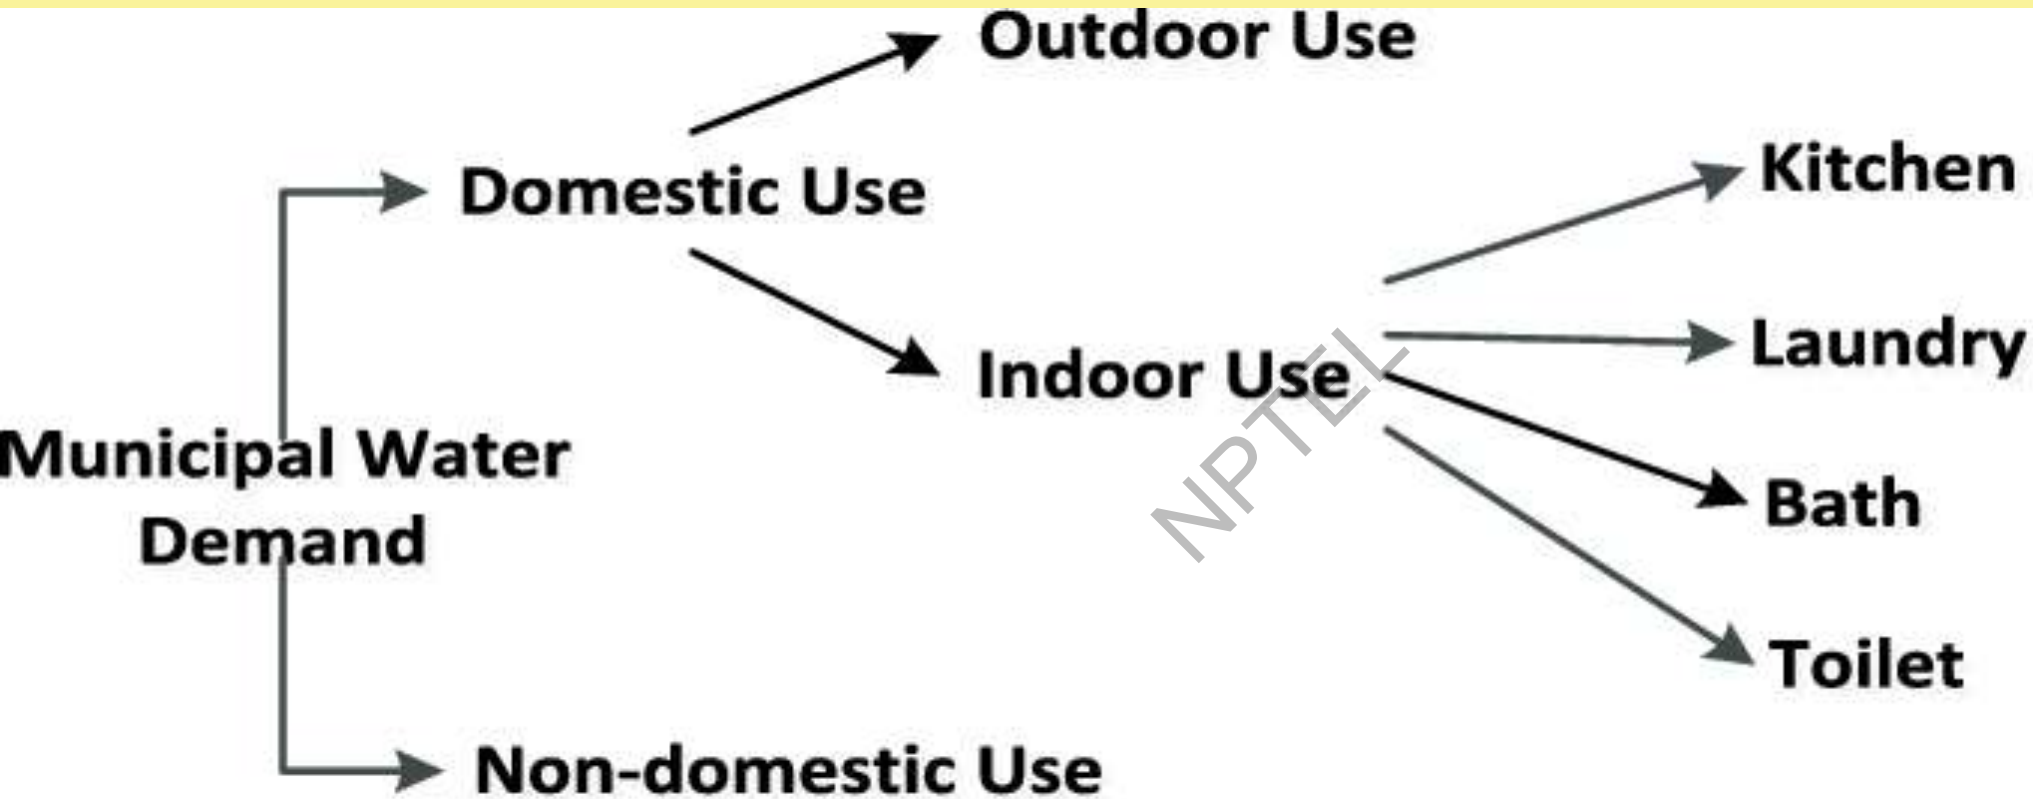 Outdoor Use
Kitchen
Domestic Use
Laundry
Indoor Use
NPTEL
Municipal Water
Demand
Bath
Toilet
Non-domestic Use